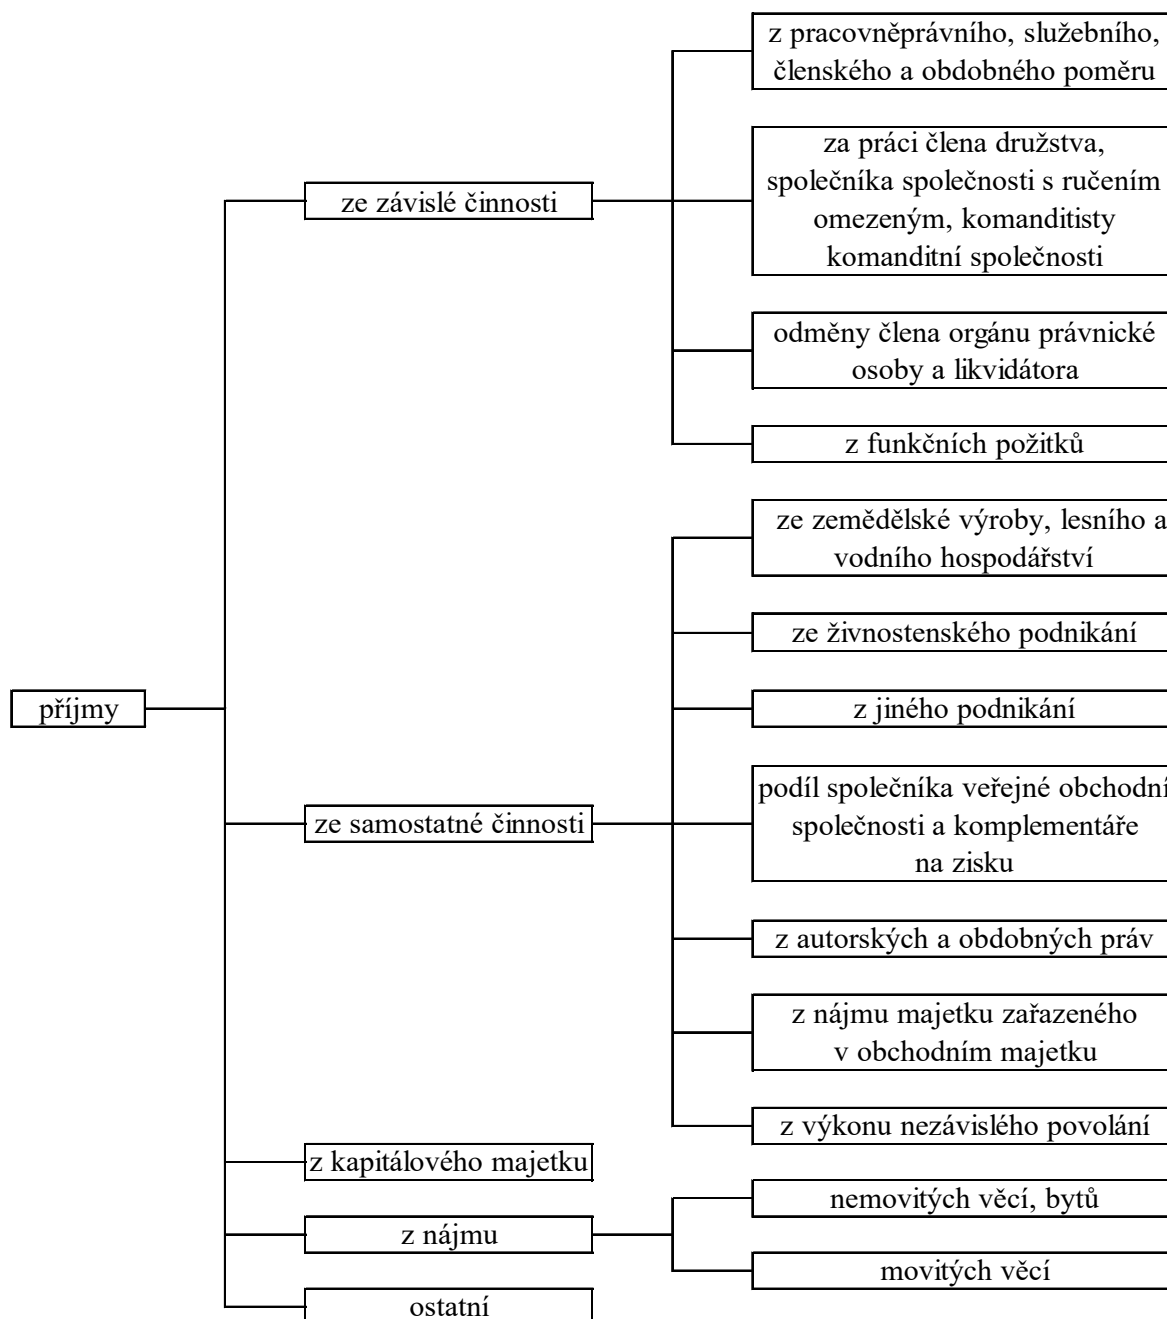 z pracovněprávního, služebního,
členského a obdobného poměru
za práci člena družstva,
společníka společnosti s ručením
omezeným, komanditisty
komanditní společnosti
ze závislé činnosti
odměny člena orgánu právnické
osoby a likvidátora
z funkčních požitků
ze zemědělské výroby, lesního a
vodního hospodářství
ze živnostenského podnikání
příjmy
z jiného podnikání
podíl společníka veřejné obchodní
společnosti a komplementáře
na zisku
ze samostatné činnosti
z autorských a obdobných práv
z nájmu majetku zařazeného
v obchodním majetku
z výkonu nezávislého povolání
z kapitálového majetku
nemovitých věcí, bytů
z nájmu
movitých věcí
ostatní